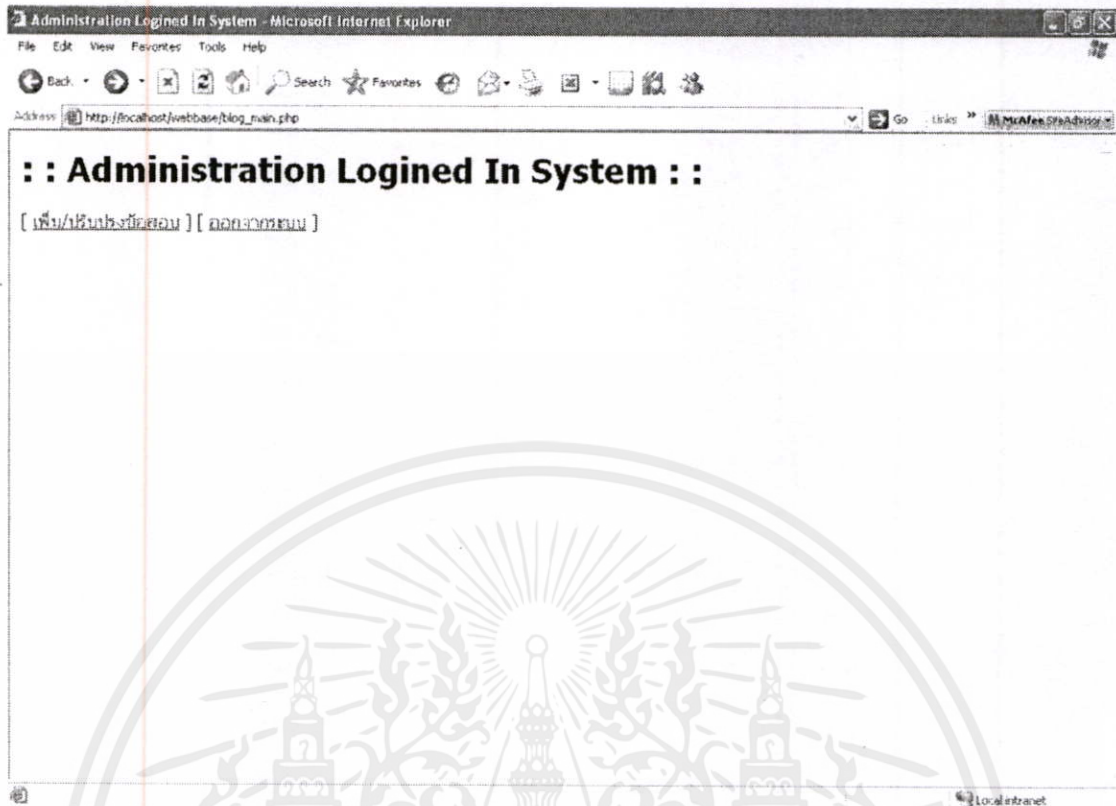 Administration Logined In System - Microsoft Internet Explorer
File Edit View Favorites Tools Help
Back Search Favorites
Address http://localhost/webbase/blog_main.php Go Links » McAfee SiteAdvisor
: : Administration Logined In System : :
[ เพิ่ม/ปรับปรุงข้อสอบ ] [ ออกจากระบบ ]
Local intranet